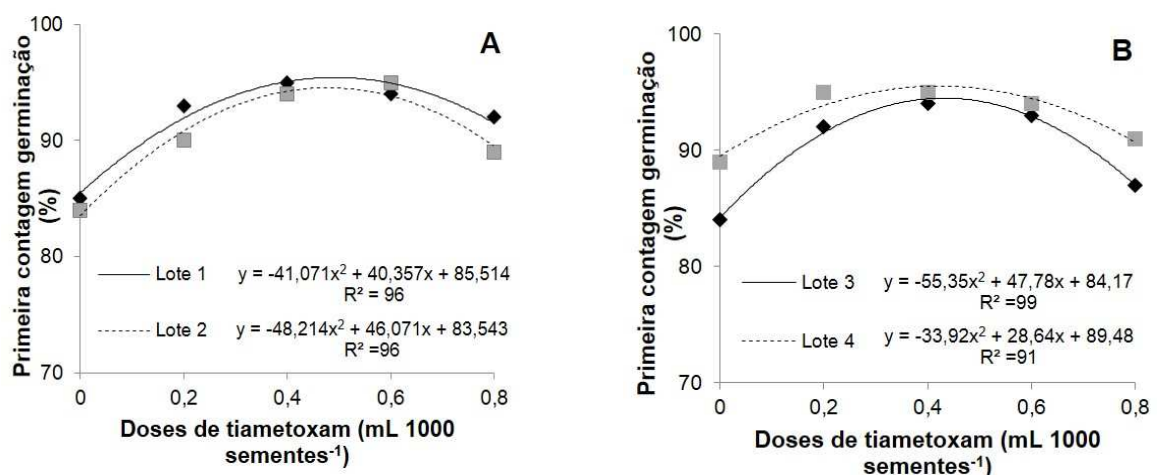 A
Primeira contagem germinação
(%)
100
90
80
70
Lote 1 y = -41,071x² + 40,357x + 85,514
R² = 96
Lote 2 y = -48,214x² + 46,071x + 83,543
R² =96
0 0,2 0,4 0,6 0,8
Doses de tiametoxam (mL 1000
sementes⁻¹)
B
Primeira contagem germinação
(%)
100
90
80
70
Lote 3 y = -55,35x² + 47,78x + 84,17
R² =99
Lote 4 y = -33,92x² + 28,64x + 89,48
R² =91
0 0,2 0,4 0,6 0,8
Doses de tiametoxam (mL 1000
sementes⁻¹)